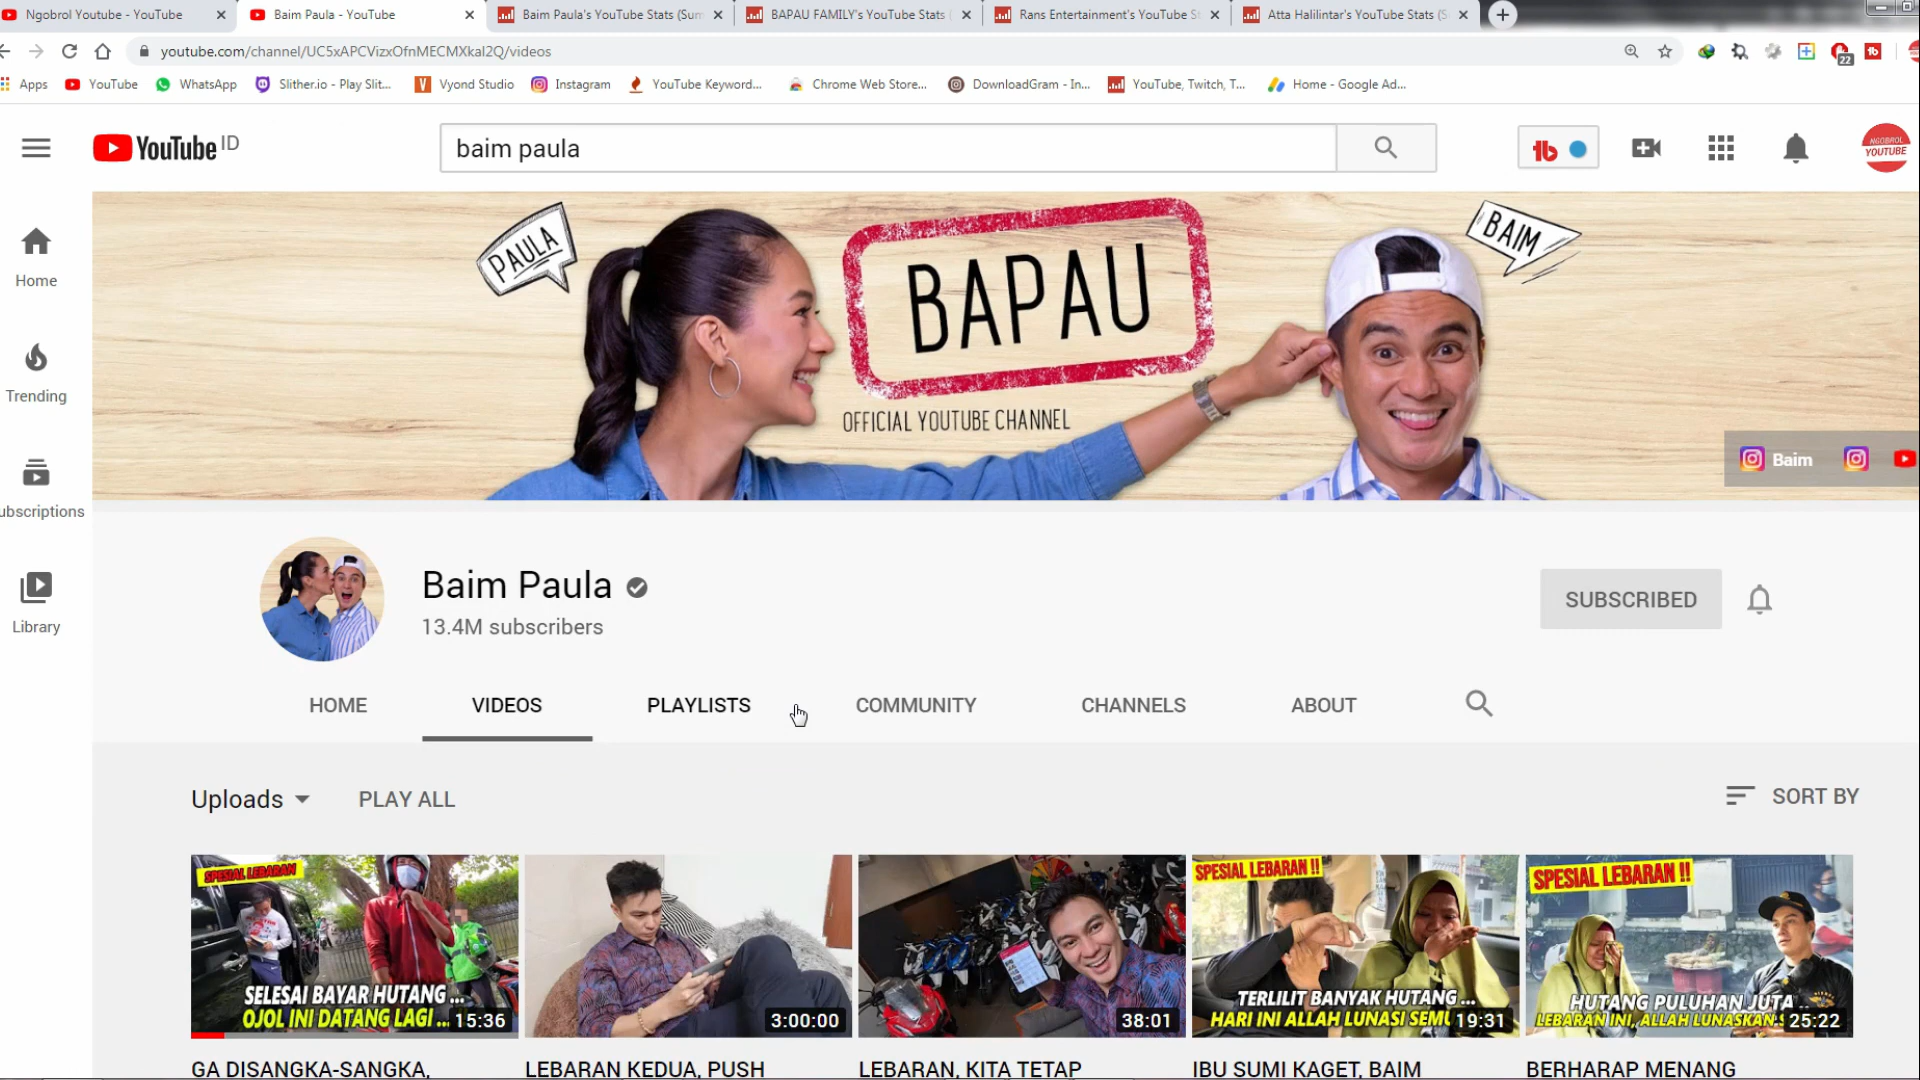 Ngobrol Youtube - YouTube
Baim Paula - YouTube
Baim Paula's YouTube Stats (Sum
BAPAU FAMILY's YouTube Stats
Rans Entertainment's YouTube S
Atta Halilintar's YouTube Stats (S
youtube.com/channel/UC5xAPCVizxOfnMECMXkal2Q/videos
22
Apps
YouTube
WhatsApp
Slither.io - Play Slit...
Vyond Studio
Instagram
YouTube Keyword...
Chrome Web Store...
DownloadGram - In...
YouTube, Twitch, T...
Home - Google Ad...
YouTube ID
baim paula
tb
NGOBROL
YOUTUBE
PAULA
BAPAU
BAIM
OFFICIAL YOUTUBE CHANNEL
Baim
Home
Trending
ubscriptions
Library
Baim Paula
13.4M subscribers
SUBSCRIBED
HOME
VIDEOS
PLAYLISTS
COMMUNITY
CHANNELS
ABOUT
Uploads
PLAY ALL
SORT BY
SPESIAL LEBARAN
SELESAI BAYAR HUTANG ...
OJOL INI DATANG LAGI ...
15:36
3:00:00
38:01
SPESIAL LEBARAN !!
TERLILIT BANYAK HUTANG ...
HARI INI ALLAH LUNASI SEMU
19:31
SPESIAL LEBARAN !!
HUTANG PULUHAN JUTA ..
LEBARAN INI, ALLAH LUNASKAN
25:22
GA DISANGKA-SANGKA,
LEBARAN KEDUA, PUSH
LEBARAN, KITA TETAP
IBU SUMI KAGET, BAIM
BERHARAP MENANG